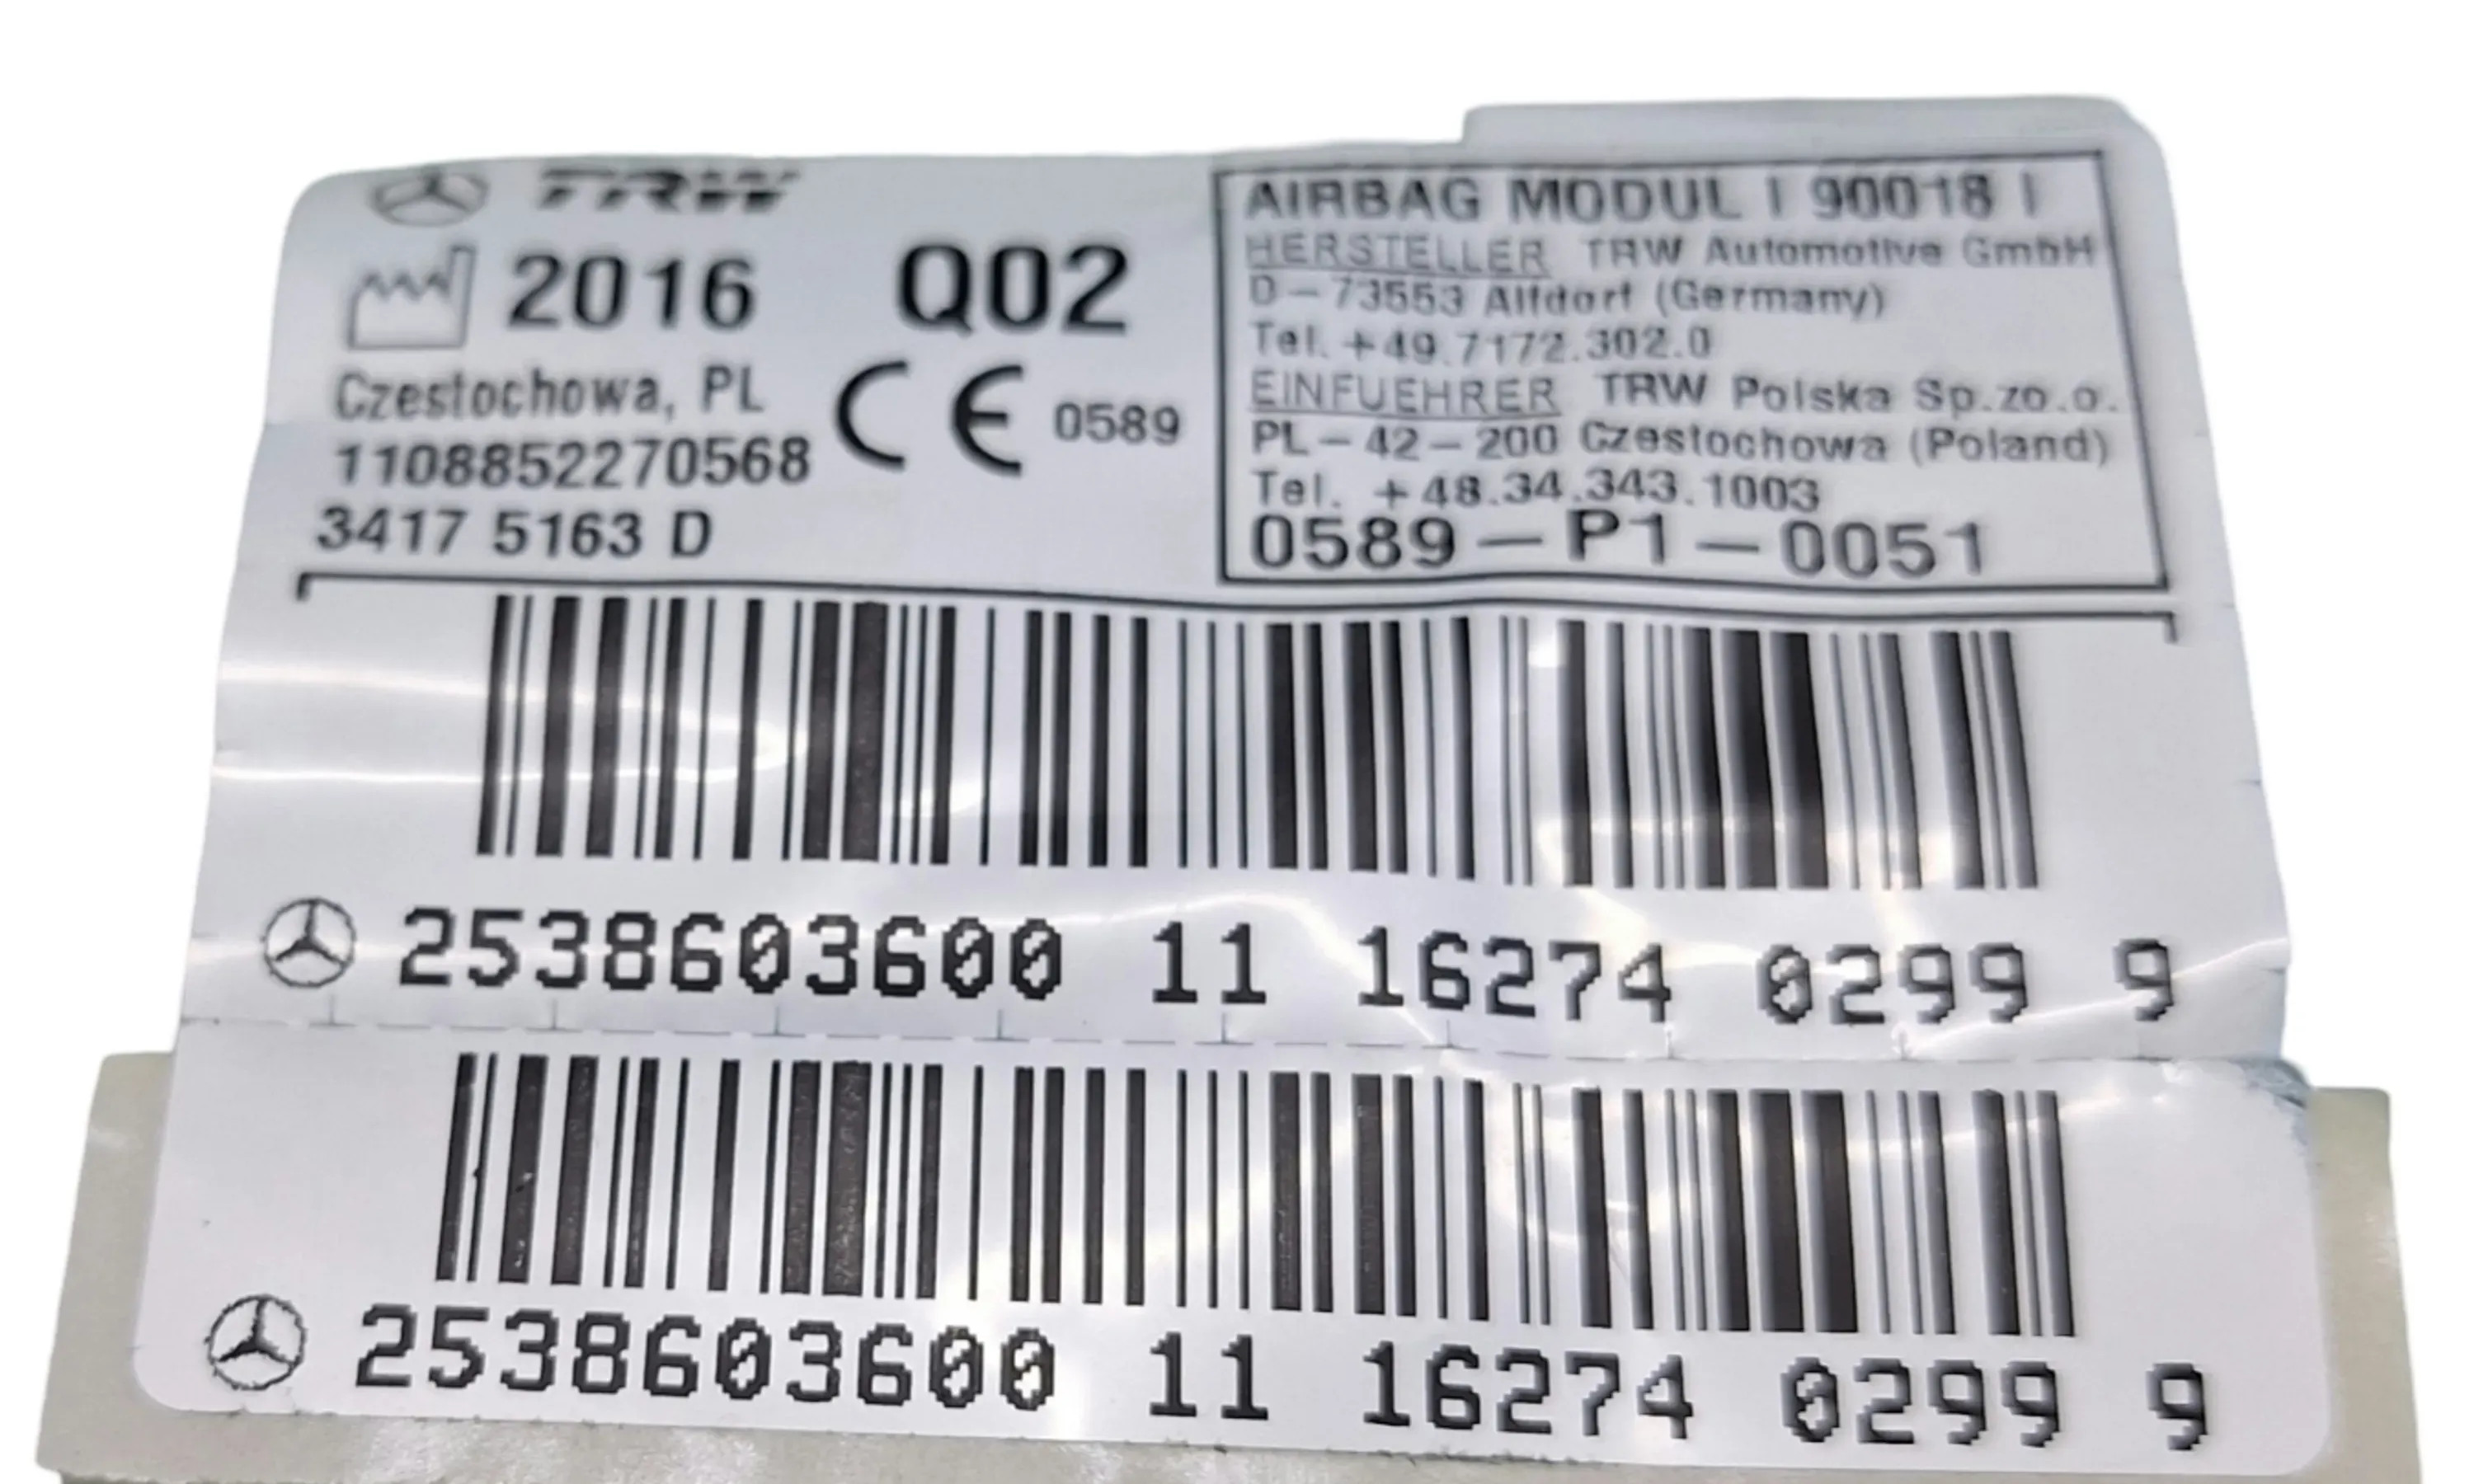 TRW
2016 Q02
Czestochowa, PL
CE 0589
1108852270568
3417 5163 D
AIRBAG MODUL | 90018 |
HERSTELLER TRW Automotive GmbH
D-73553 Alfdorf (Germany)
Tel. +49.7172.302.0
EINFUEHRER TRW Polska Sp.zo.o.
PL-42-200 Czestochowa (Poland)
Tel. +48.34.343.1003
0589-P1-0051
2538603600 11 16274 0299 9
2538603600 11 16274 0299 9